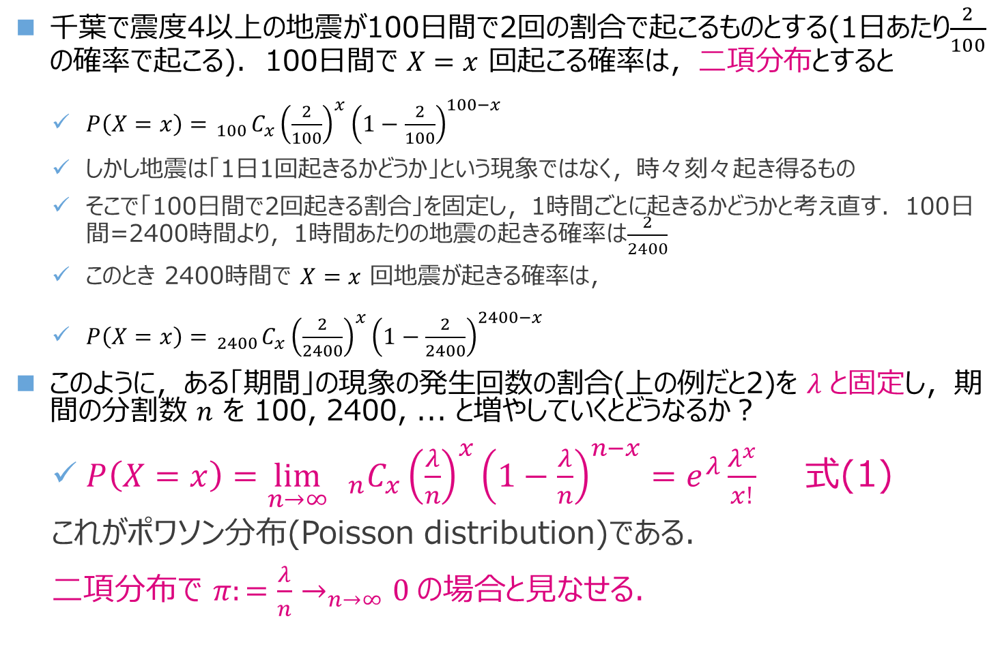 ■ 千葉で震度4以上の地震が100日間で2回の割合で起こるものとする(1日あたり2/100
の確率で起こる)．100日間で X = x 回起こる確率は，二項分布とすると
✓ P(X = x) = ₁₀₀Cₓ (2/100)^x (1 − 2/100)^(100−x)
✓ しかし地震は「1日1回起きるかどうか」という現象ではなく，時々刻々起き得るもの
✓ そこで「100日間で2回起きる割合」を固定し，1時間ごとに起きるかどうかと考え直す．100日
間=2400時間より，1時間あたりの地震の起きる確率は2/2400
✓ このとき 2400時間で X = x 回地震が起きる確率は，
✓ P(X = x) = ₂₄₀₀Cₓ (2/2400)^x (1 − 2/2400)^(2400−x)
■ このように，ある「期間」の現象の発生回数の割合(上の例だと2)を λ と固定し，期
間の分割数 n を 100, 2400, … と増やしていくとどうなるか？
✓ P(X = x) = lim_{n→∞} ₙCₓ (λ/n)^x (1 − λ/n)^(n−x) = e^λ λ^x/x! 式(1)
これがポワソン分布(Poisson distribution)である．
二項分布で π: = λ/n →_{n→∞} 0 の場合と見なせる．